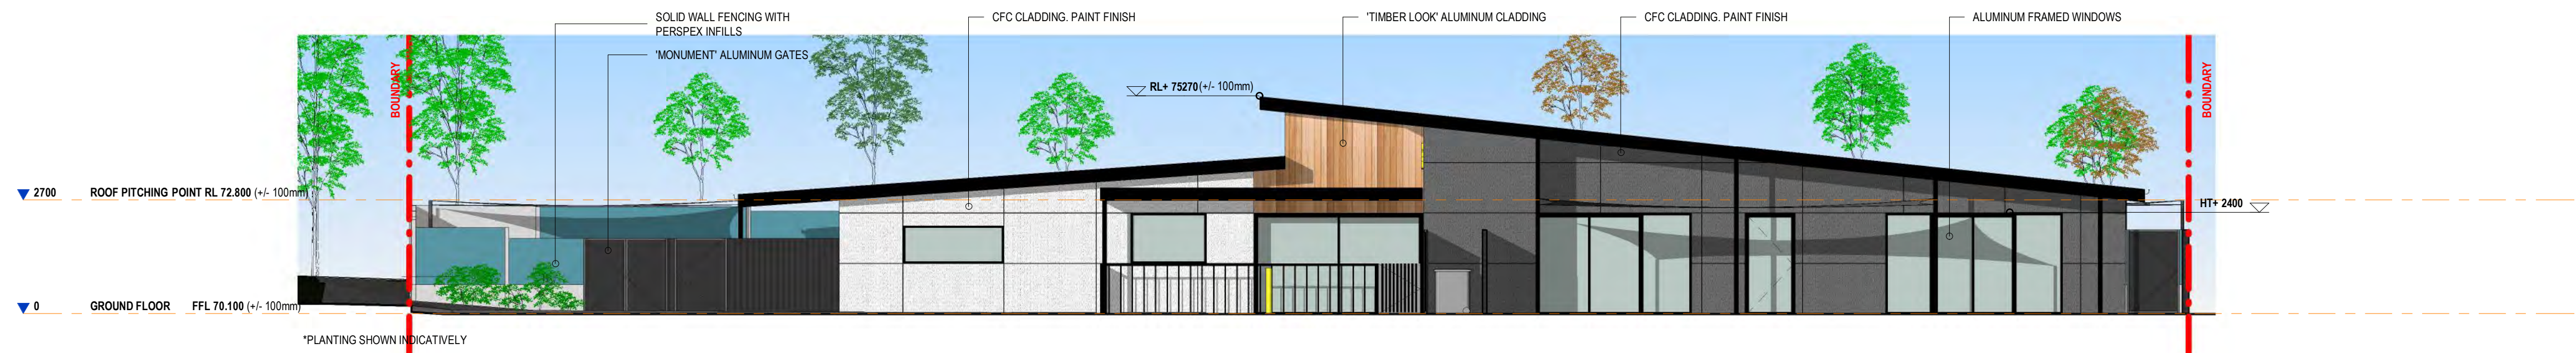 SOLID WALL FENCING WITH
PERSPEX INFILLS
'MONUMENT' ALUMINUM GATES
CFC CLADDING. PAINT FINISH
'TIMBER LOOK' ALUMINUM CLADDING
CFC CLADDING. PAINT FINISH
ALUMINUM FRAMED WINDOWS
BOUNDARY
BOUNDARY
RL+ 75270 (+/- 100mm)
2700 ROOF PITCHING POINT RL 72.800 (+/- 100mm)
HT+ 2400
0 GROUND FLOOR FFL 70.100 (+/- 100mm)
*PLANTING SHOWN INDICATIVELY